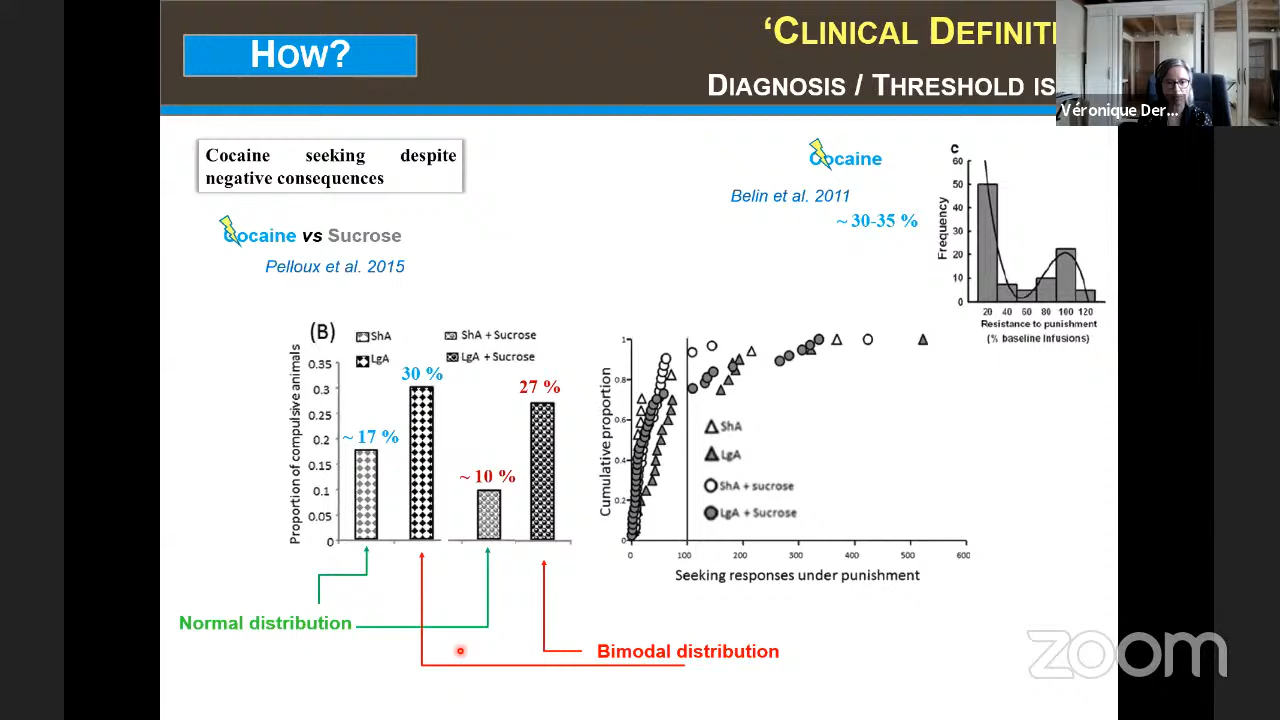 HOW?
‘CLINICAL DEFINITI
DIAGNOSIS / THRESHOLD IS
Véronique Der...
Cocaine seeking despite
negative consequences
Cocaine vs Sucrose
Pelloux et al. 2015
Cocaine
Belin et al. 2011
~ 30-35 %
C
Frequency
60
50
40
30
20
10
0
20 40 60 80 100 120
Resistance to punishment
(% baseline infusions)
(B)
ShA
LgA
ShA + Sucrose
LgA + Sucrose
Proportion of compulsive animals
0.35
0.3
0.25
0.2
0.15
0.1
0.05
0
~ 17 %
30 %
~ 10 %
27 %
Cumulative proportion
1
0.8
0.6
0.4
0.2
0
ShA
LgA
ShA + sucrose
LgA + Sucrose
0 100 200 300 400 500 600
Seeking responses under punishment
Normal distribution
Bimodal distribution
zoom